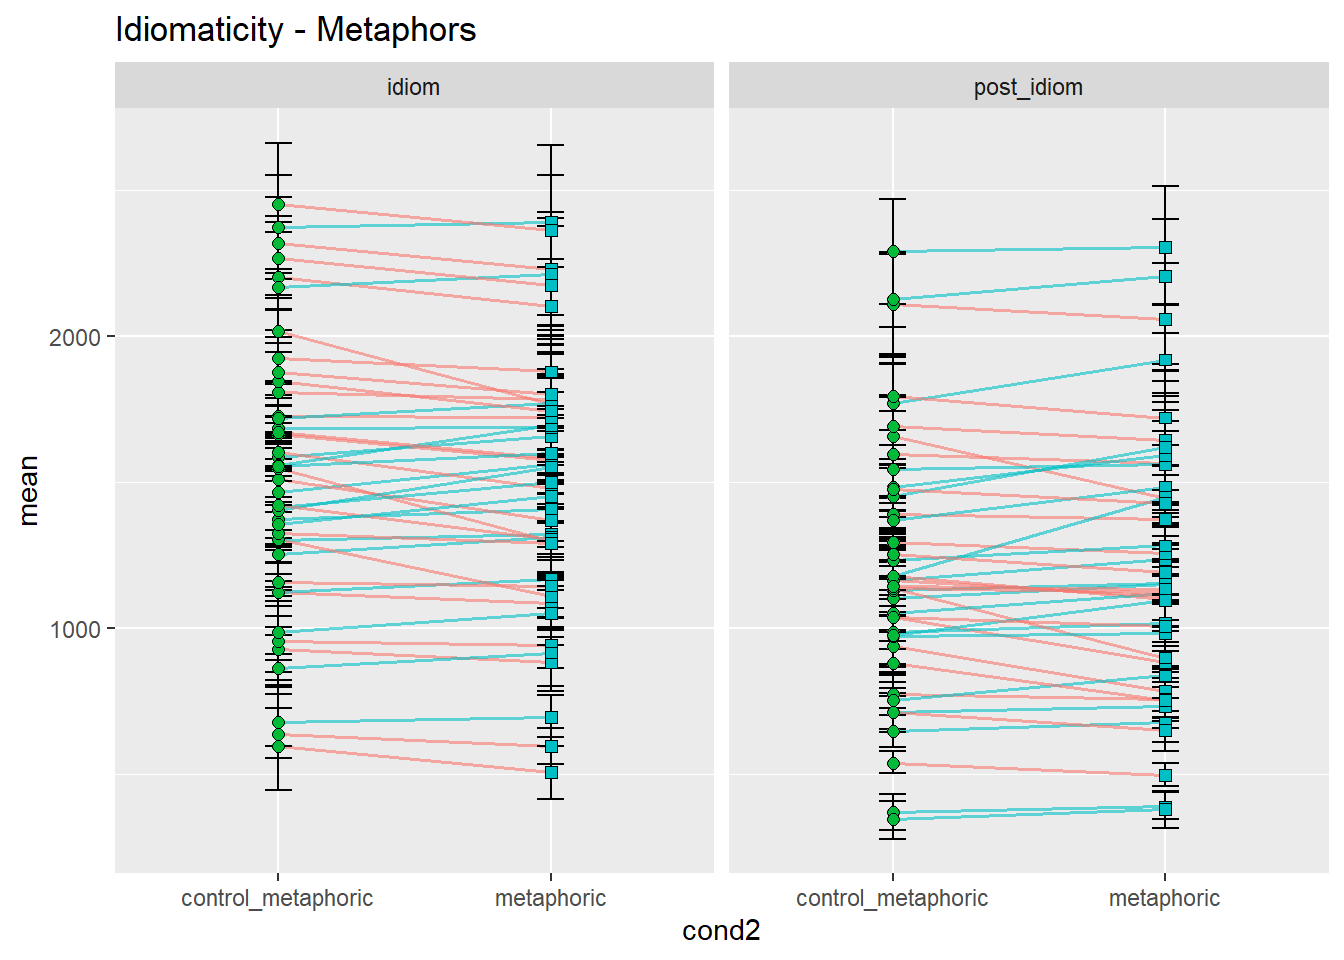 Idiomaticity - Metaphors
idiom
post_idiom
mean
2000
1000
control_metaphoric
metaphoric
control_metaphoric
metaphoric
cond2